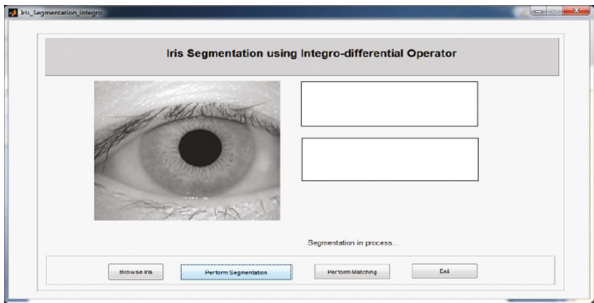 Iris_Segmentation_integro
Iris Segmentation using Integro-differential Operator
Segmentation in process...
Browse Iris
Perform Segmentation
Perform Matching
Exit